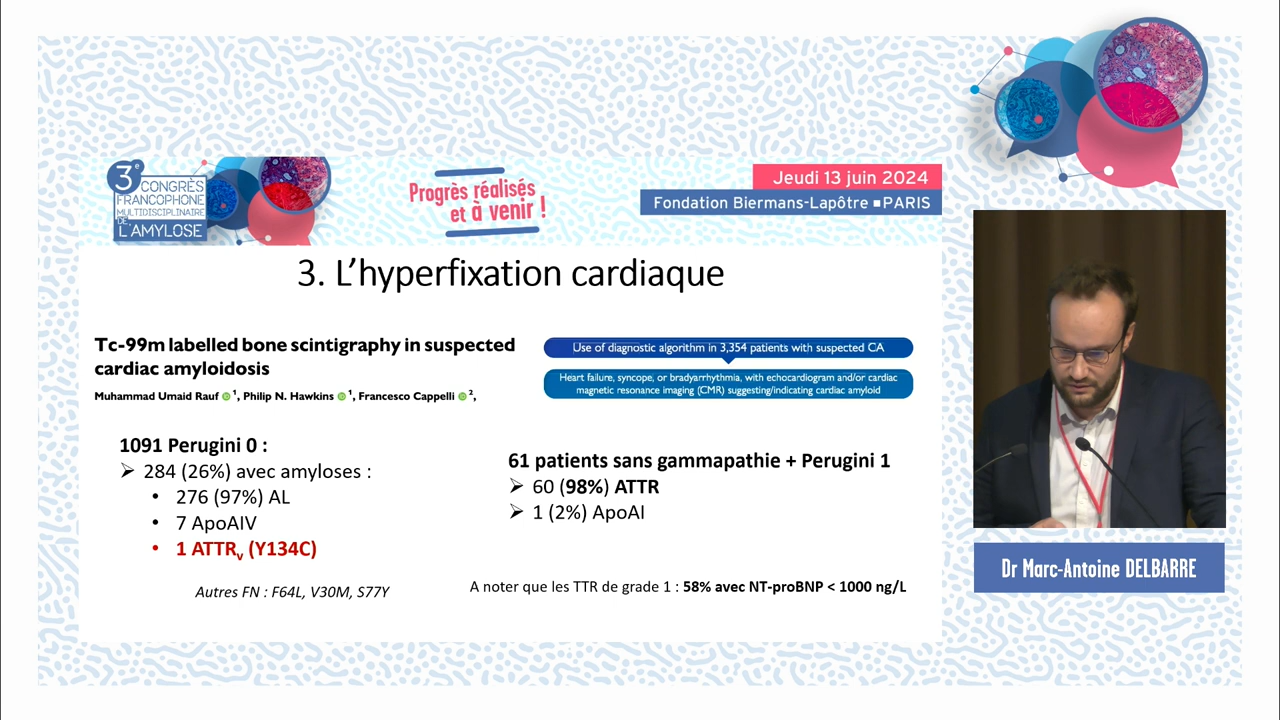 3e
CONGRÈS
FRANCOPHONE
MULTIDISCIPLINAIRE
DE
L'AMYLOSE
Progrès réalisés
et à venir !
Jeudi 13 juin 2024
Fondation Biermans-Lapôtre ■ PARIS
3. L'hyperfixation cardiaque
Tc-99m labelled bone scintigraphy in suspected
cardiac amyloidosis
Muhammad Umaid Rauf 1, Philip N. Hawkins 1, Francesco Cappelli 2,
Use of diagnostic algorithm in 3,354 patients with suspected CA
Heart failure, syncope, or bradyarrhythmia, with echocardiogram and/or cardiac
magnetic resonance imaging (CMR) suggesting/indicating cardiac amyloid
1091 Perugini 0 :
➢ 284 (26%) avec amyloses :
• 276 (97%) AL
• 7 ApoAIV
• 1 ATTRv (Y134C)
Autres FN : F64L, V30M, S77Y
61 patients sans gammapathie + Perugini 1
➢ 60 (98%) ATTR
➢ 1 (2%) ApoAI
A noter que les TTR de grade 1 : 58% avec NT-proBNP < 1000 ng/L
Dr Marc-Antoine DELBARRE